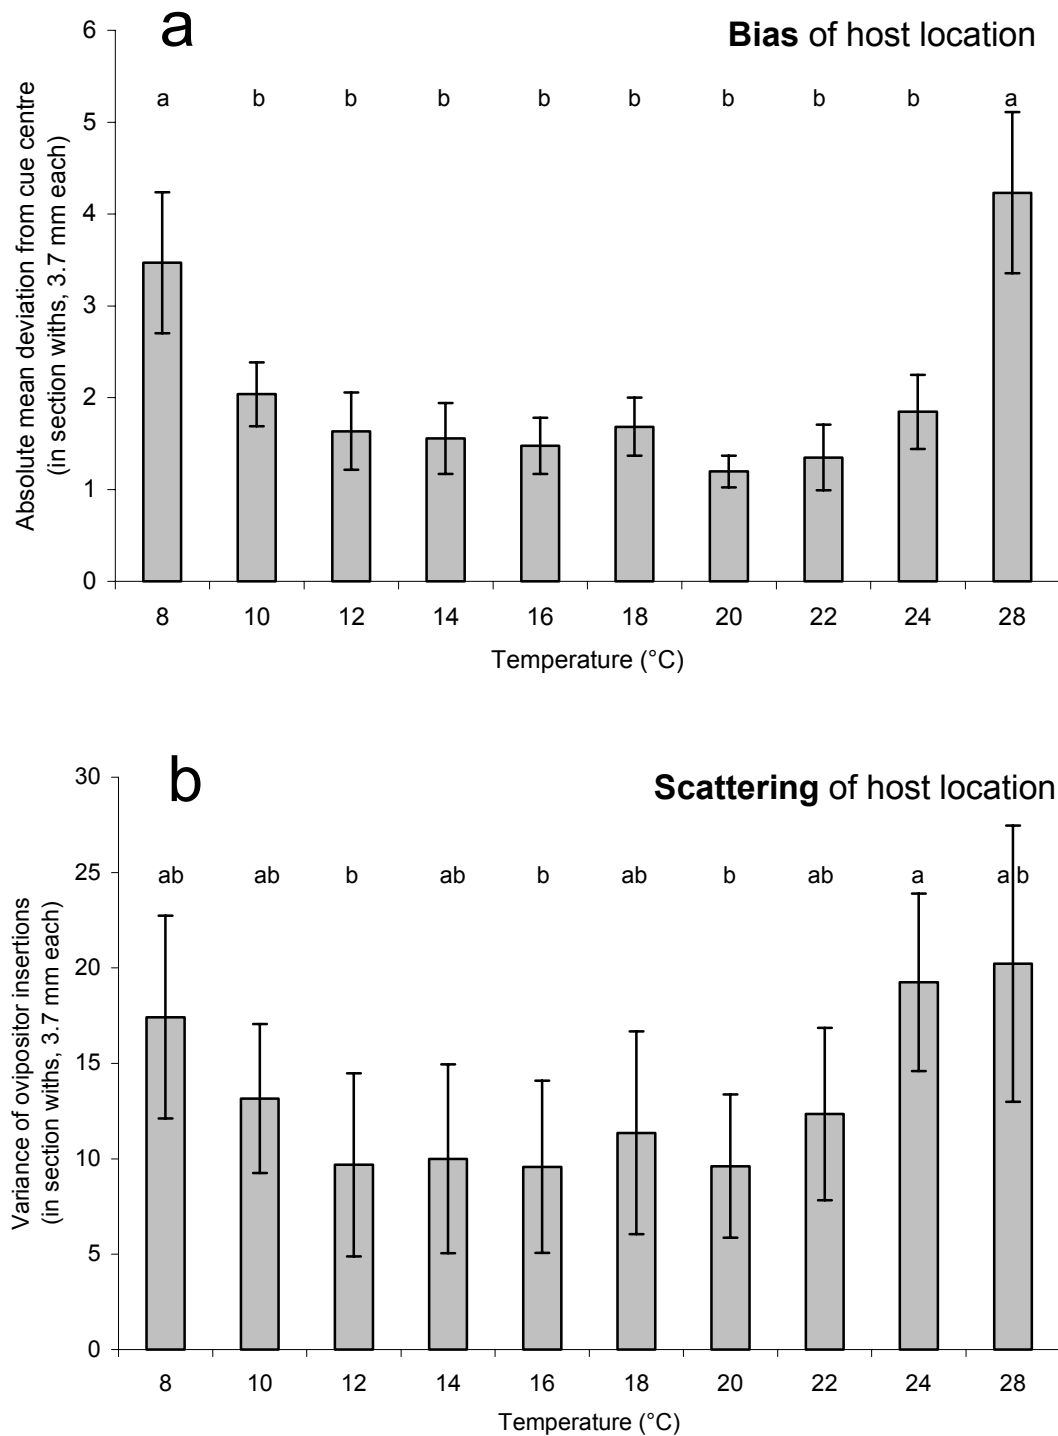 a
Bias of host location
6
a b b b b b b b b a
5
4
3
2
1
0
Absolute mean deviation from cue centre
(in section withs, 3.7 mm each)
8 10 12 14 16 18 20 22 24 28
Temperature (°C)
b
Scattering of host location
30
25
ab ab b ab b ab b ab a ab
20
15
10
5
0
Variance of ovipositor insertions
(in section withs, 3.7 mm each)
8 10 12 14 16 18 20 22 24 28
Temperature (°C)